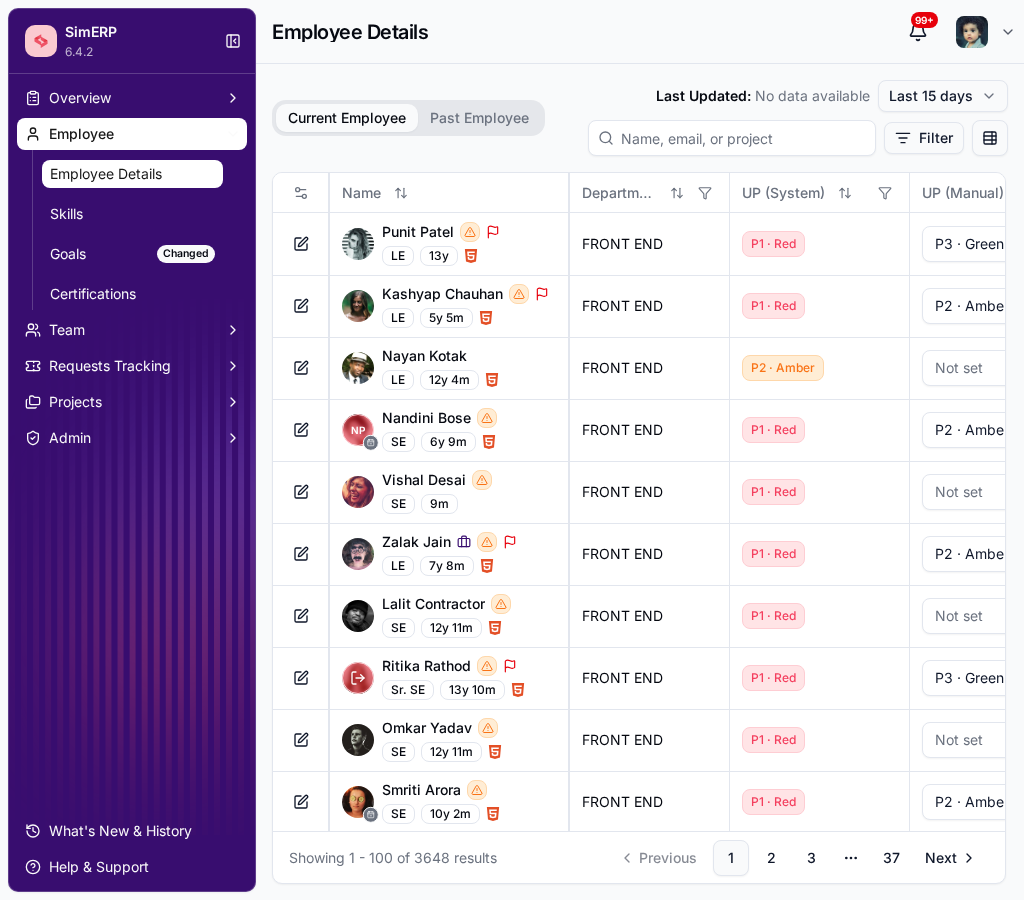 SimERP
6.4.2
Overview
Employee
Employee Details
Skills
Goals Changed
Certifications
Team
Requests Tracking
Projects
Admin
What's New & History
Help & Support
Employee Details
99+
Current Employee Past Employee
Last Updated: No data available Last 15 days
Name, email, or project Filter
Name Departm... UP (System) UP (Manual)
Punit Patel
LE 13y
FRONT END P1 · Red P3 · Green
Kashyap Chauhan
LE 5y 5m
FRONT END P1 · Red P2 · Ambe
Nayan Kotak
LE 12y 4m
FRONT END P2 · Amber Not set
NP
Nandini Bose
SE 6y 9m
FRONT END P1 · Red P2 · Ambe
Vishal Desai
SE 9m
FRONT END P1 · Red Not set
Zalak Jain
LE 7y 8m
FRONT END P1 · Red P2 · Ambe
Lalit Contractor
SE 12y 11m
FRONT END P1 · Red Not set
Ritika Rathod
Sr. SE 13y 10m
FRONT END P1 · Red P3 · Green
Omkar Yadav
SE 12y 11m
FRONT END P1 · Red Not set
Smriti Arora
SE 10y 2m
FRONT END P1 · Red P2 · Ambe
Showing 1 - 100 of 3648 results Previous 1 2 3 ··· 37 Next